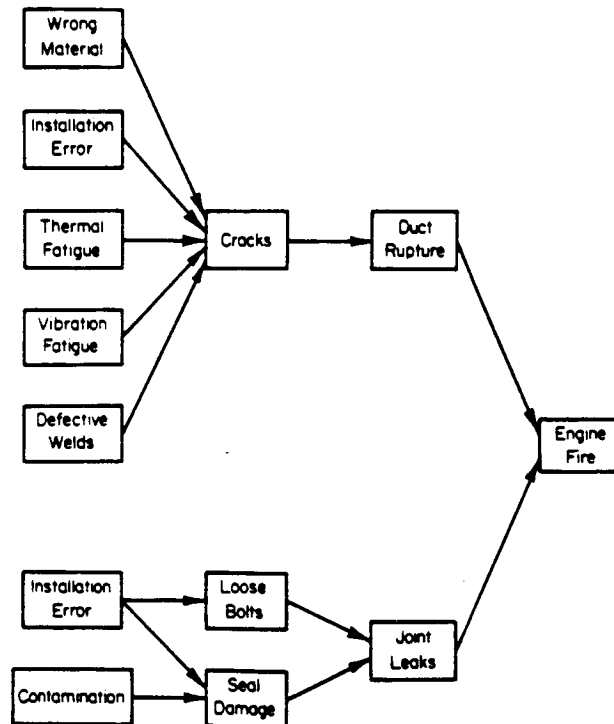 Wrong
Material
Installation
Error
Thermal
Fatigue
Cracks
Duct
Rupture
Vibration
Fatigue
Defective
Welds
Engine
Fire
Installation
Error
Loose
Bolts
Joint
Leaks
Contamination
Seal
Damage